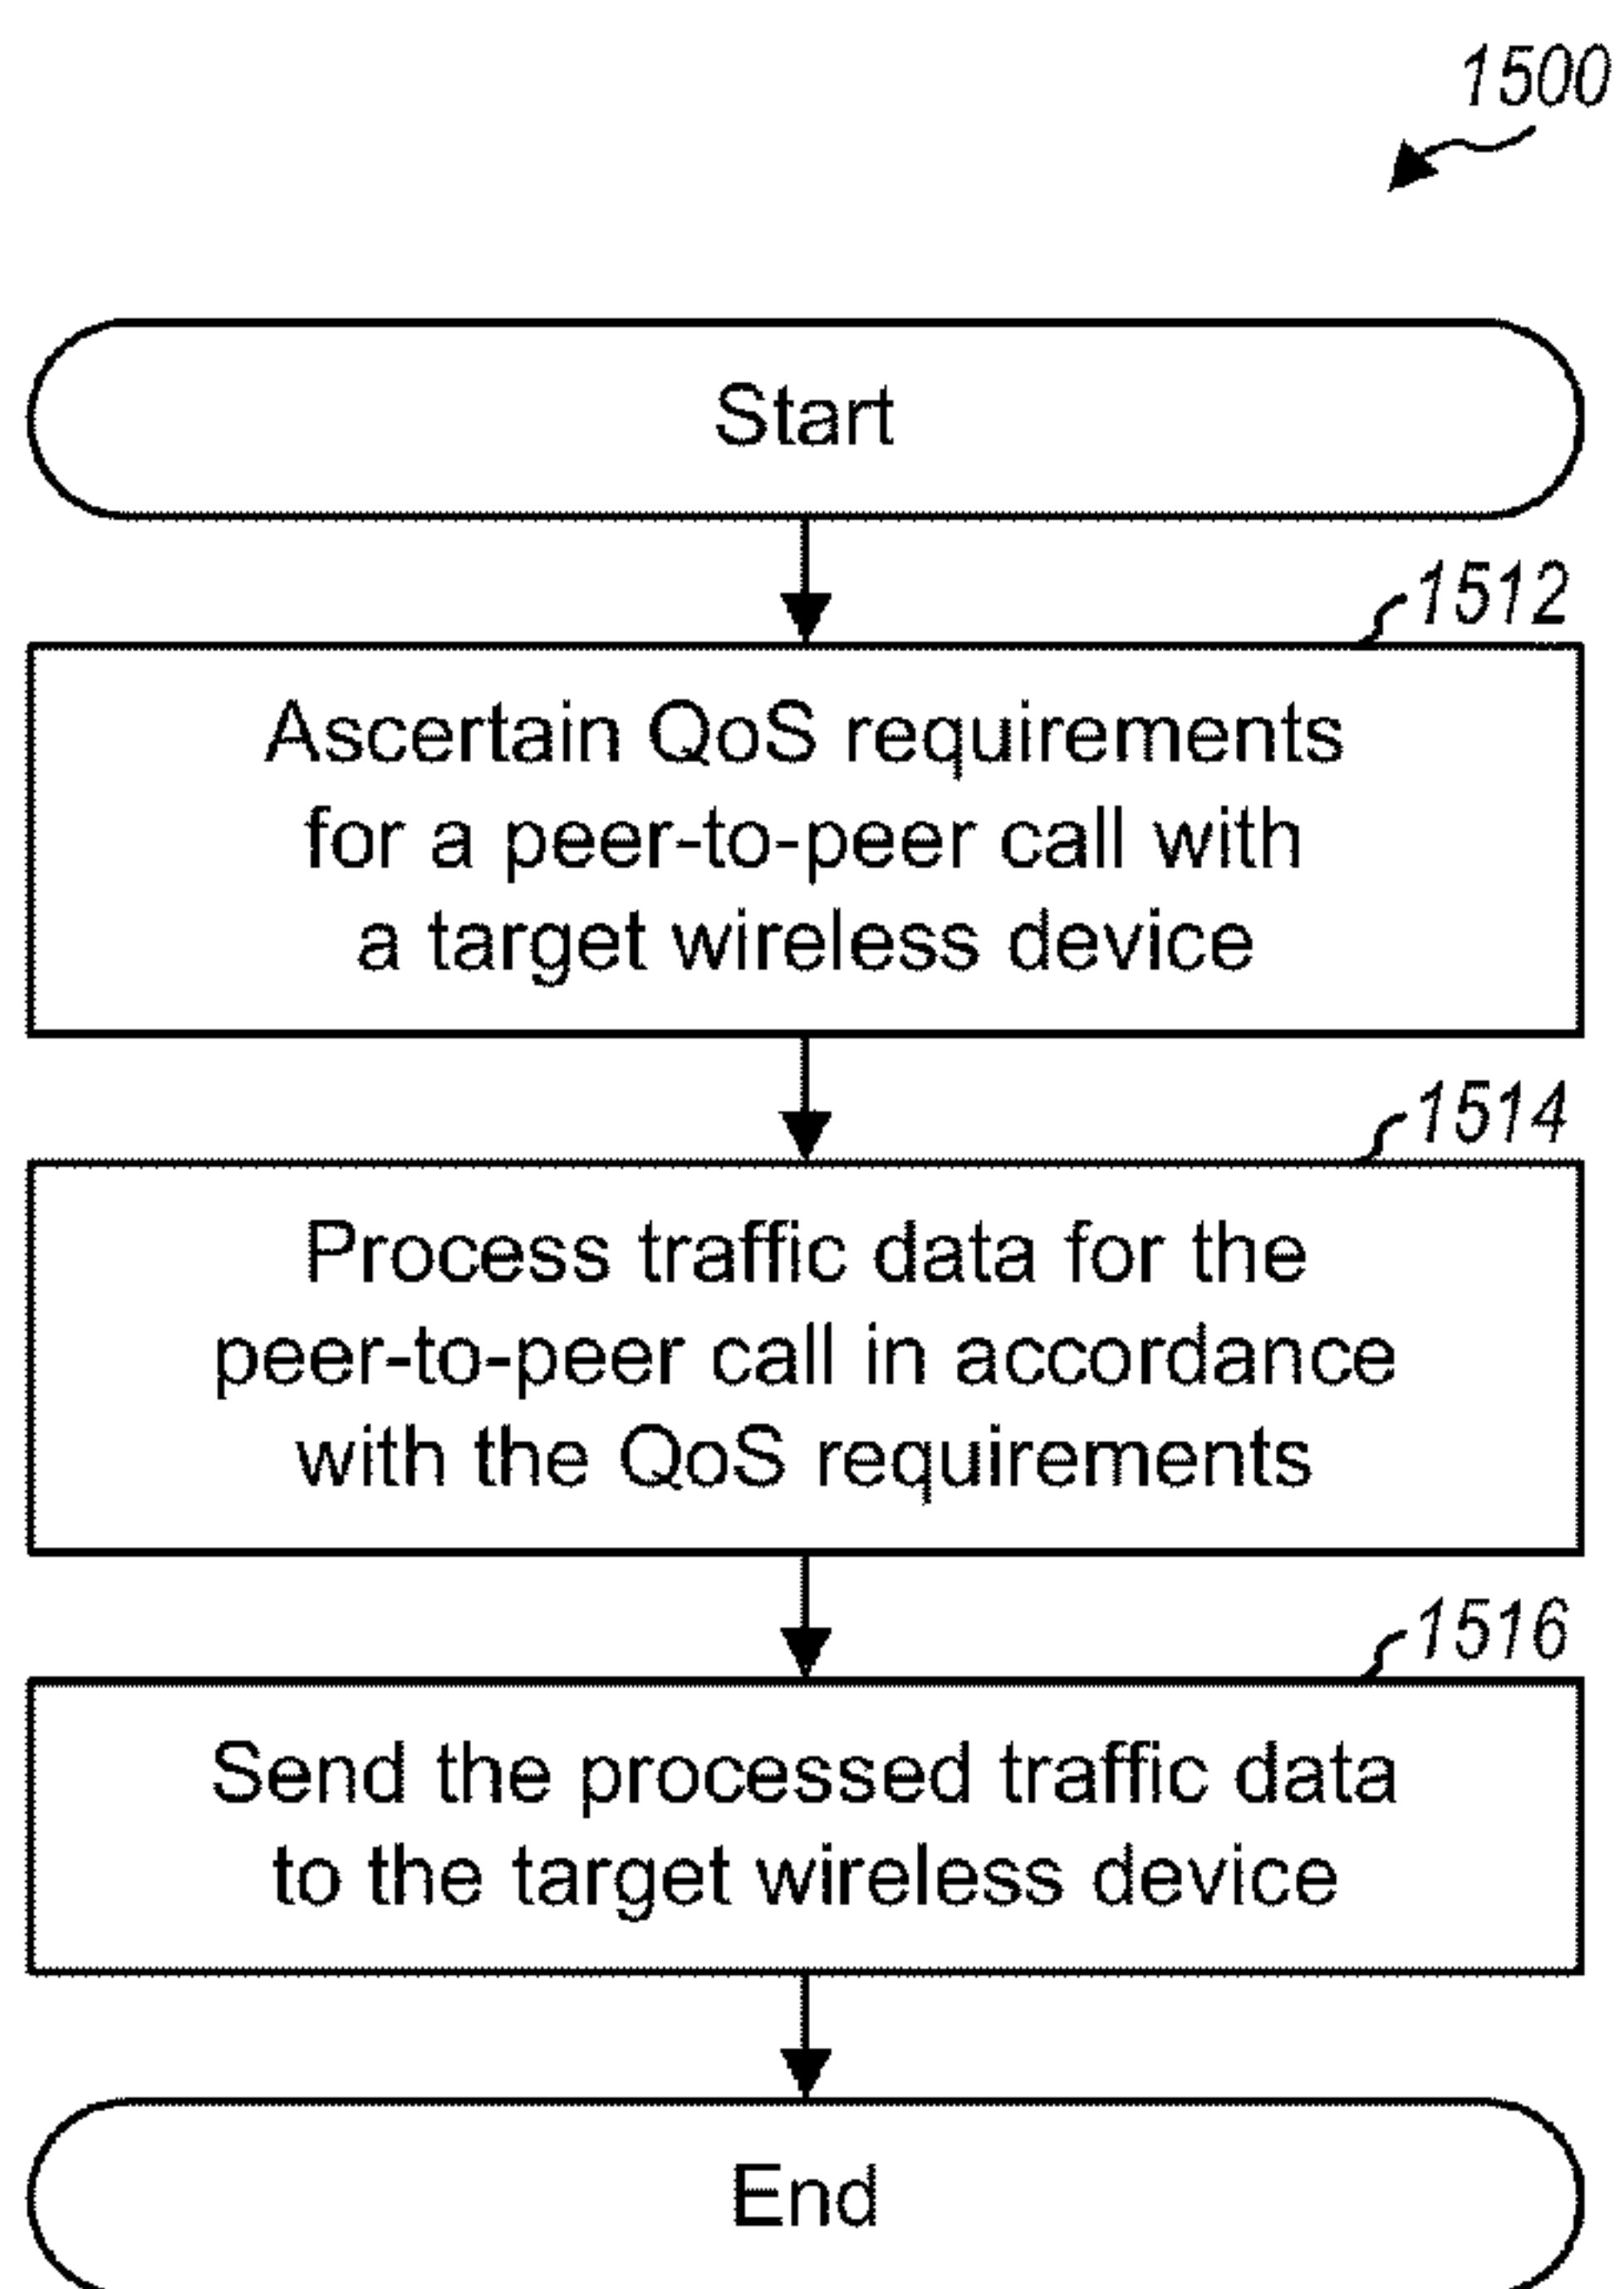 1500
Start
1512
Ascertain QoS requirements
for a peer-to-peer call with
a target wireless device
1514
Process traffic data for the
peer-to-peer call in accordance
with the QoS requirements
1516
Send the processed traffic data
to the target wireless device
End